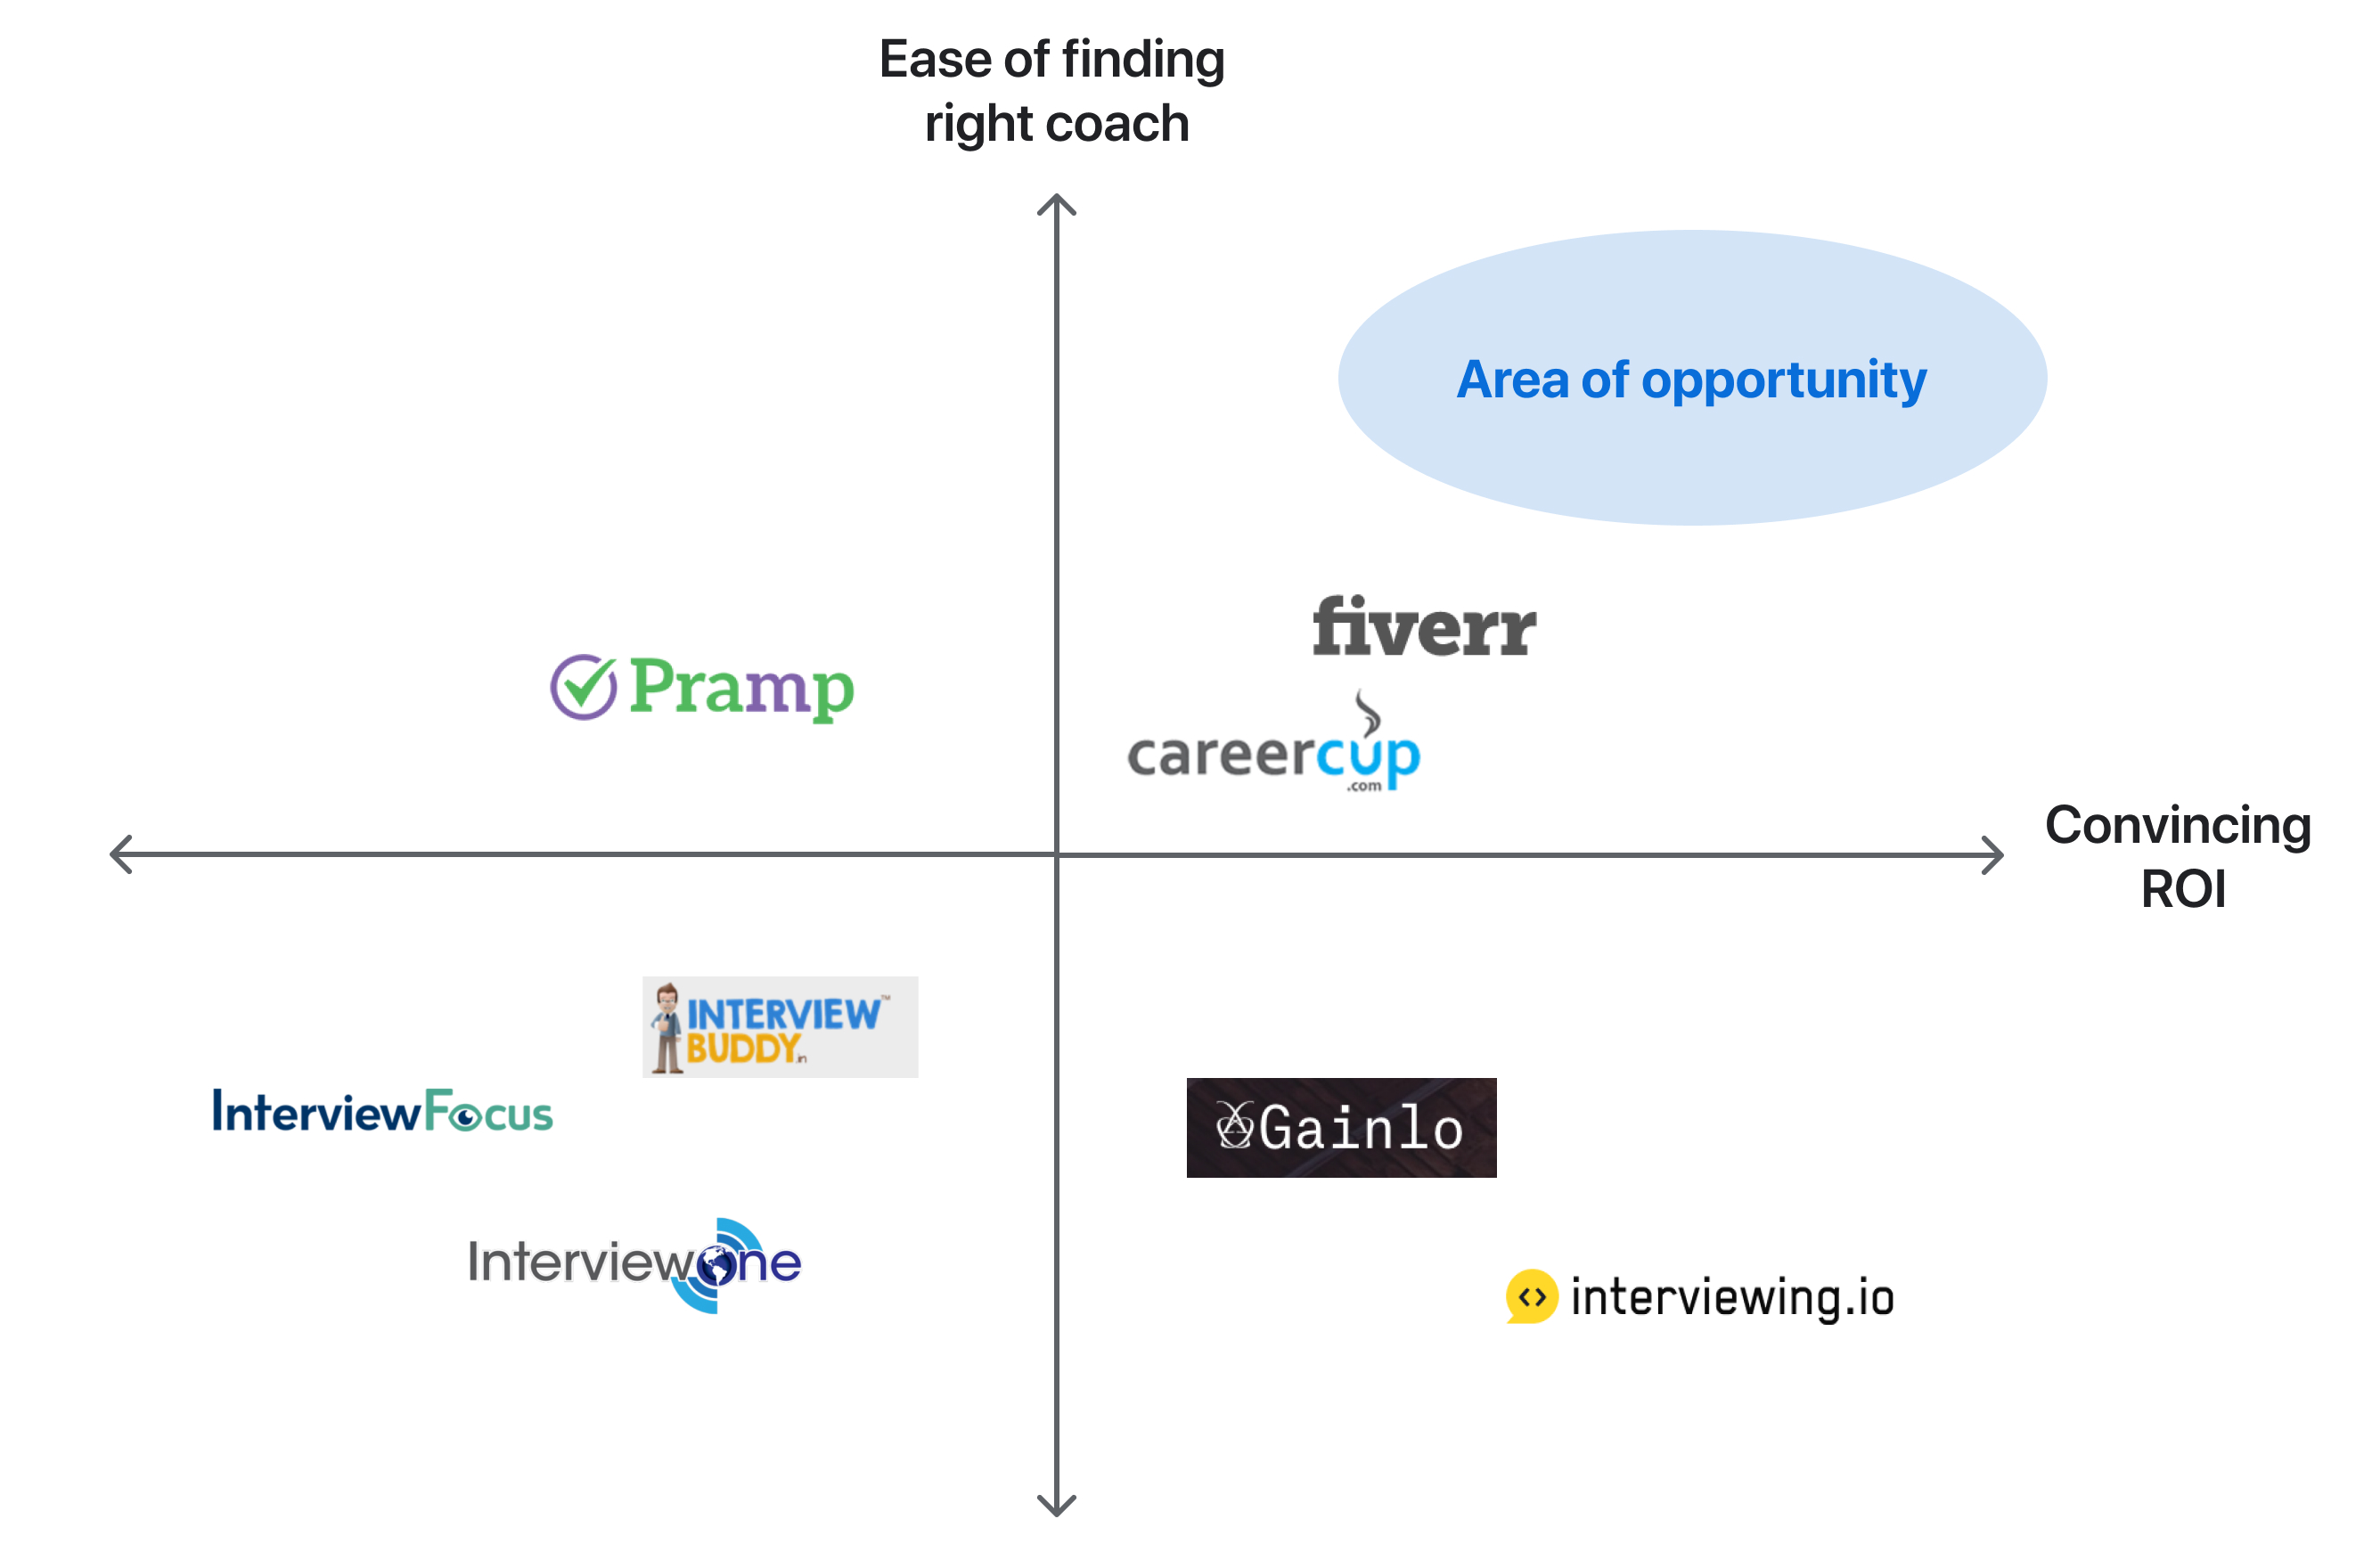 Ease of finding
right coach
Area of opportunity
fiverr
Pramp
careercup
.com
Convincing
ROI
INTERVIEW™
BUDDY.in
InterviewFocus
Gainlo
Interviewone
interviewing.io